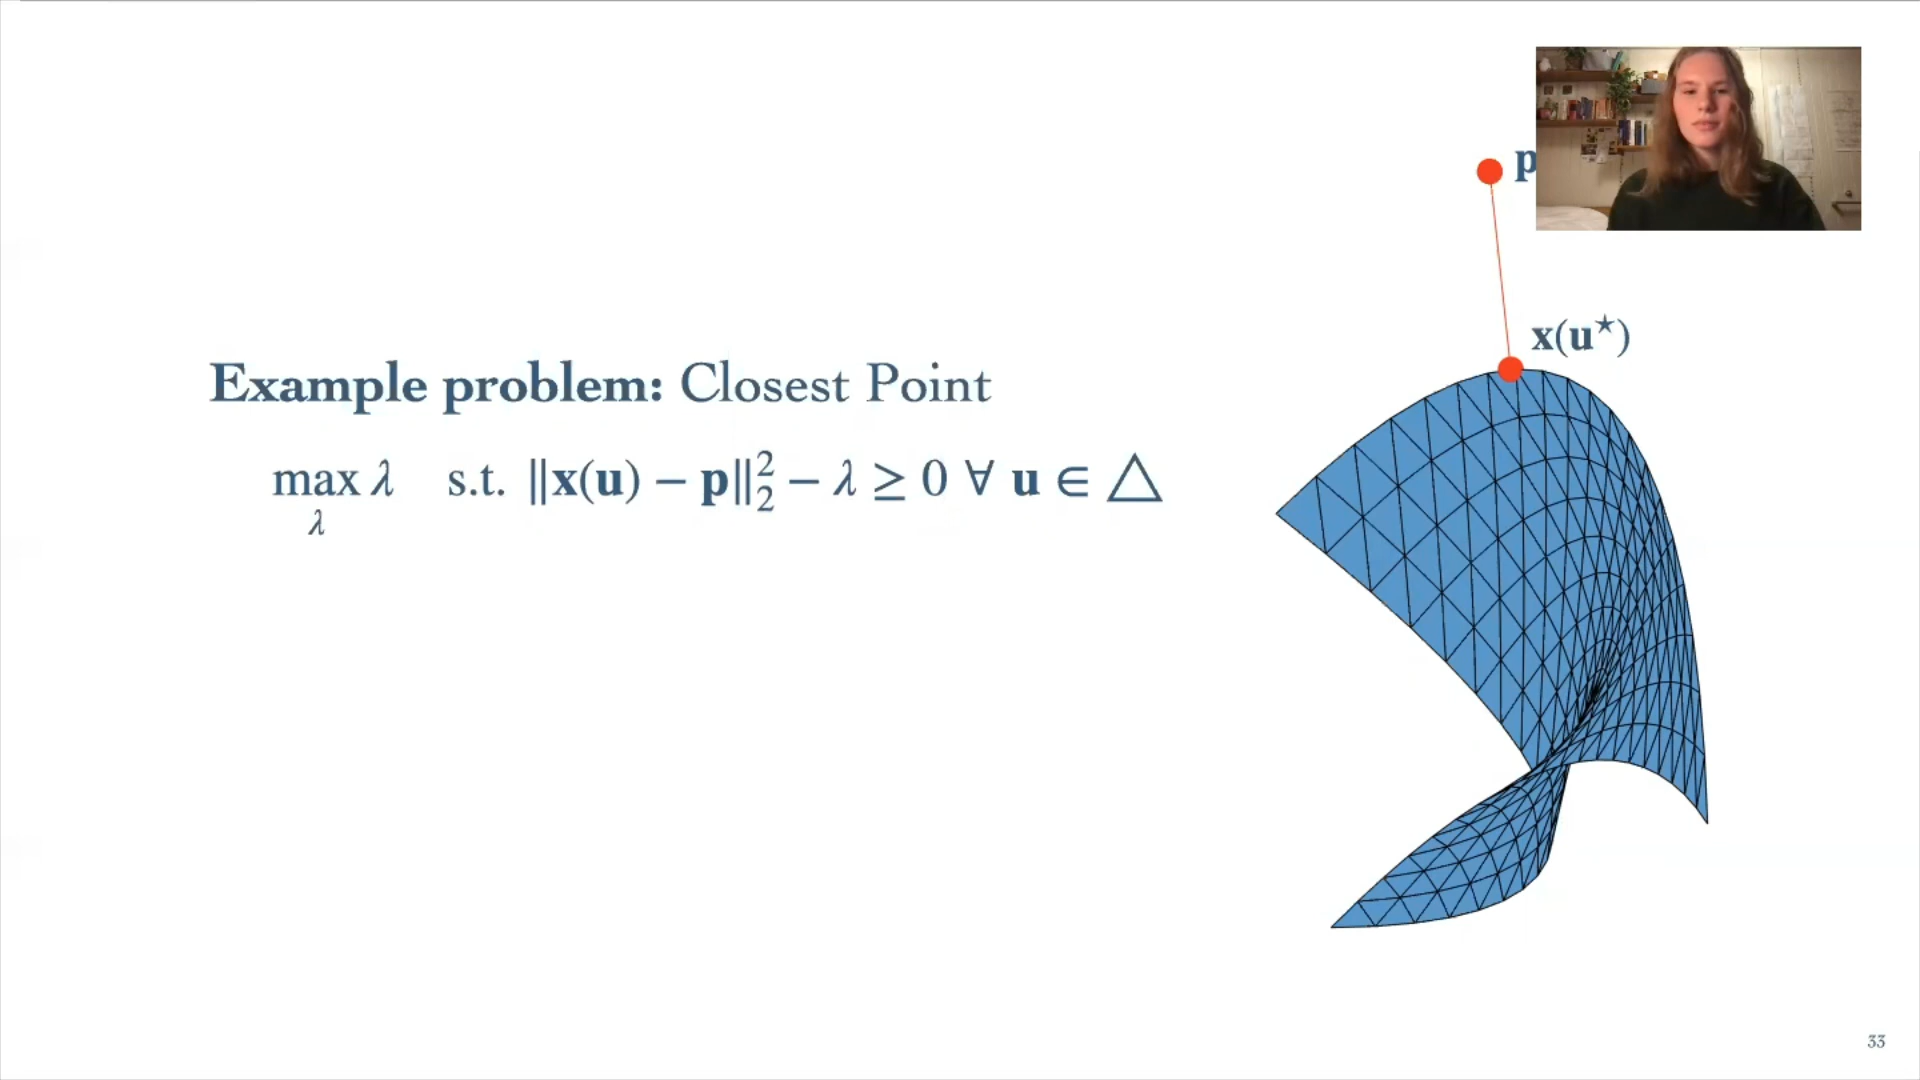 p
x(u⋆)
Example problem: Closest Point
max λ s.t. ‖x(u) − p‖₂² − λ ≥ 0 ∀ u ∈ △
λ
33